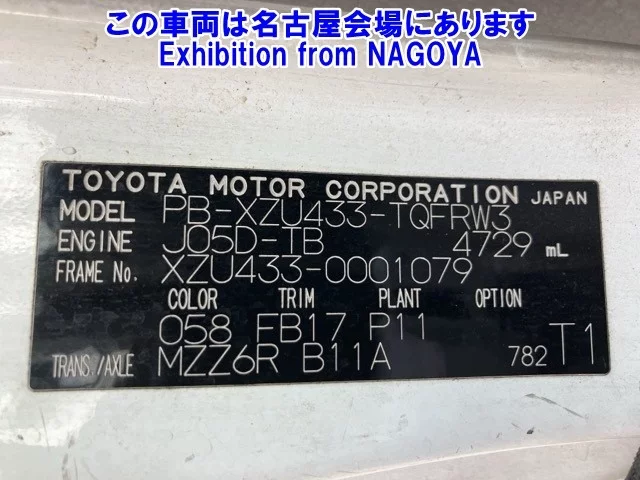 この車両は名古屋会場にあります
Exhibition from NAGOYA
TOYOTA MOTOR CORPORATION JAPAN
MODEL PB-XZU433-TQFRW3
ENGINE J05D-TB 4729 mL
FRAME No. XZU433-0001079
COLOR TRIM PLANT OPTION
058 FB17 P11
TRANS./AXLE MZZ6R B11A 782 T1